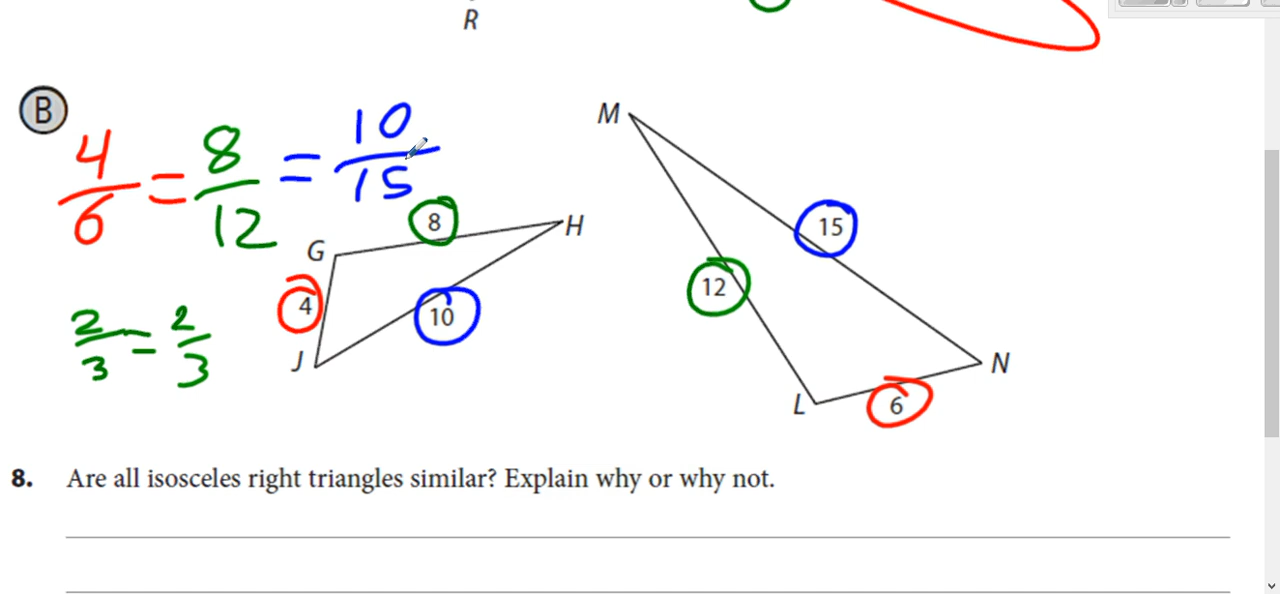 R
B
4/6 = 8/12 = 10/15
M
G
8
H
15
4
10
12
2/3 = 2/3
J
N
L
6
8. Are all isosceles right triangles similar? Explain why or why not.